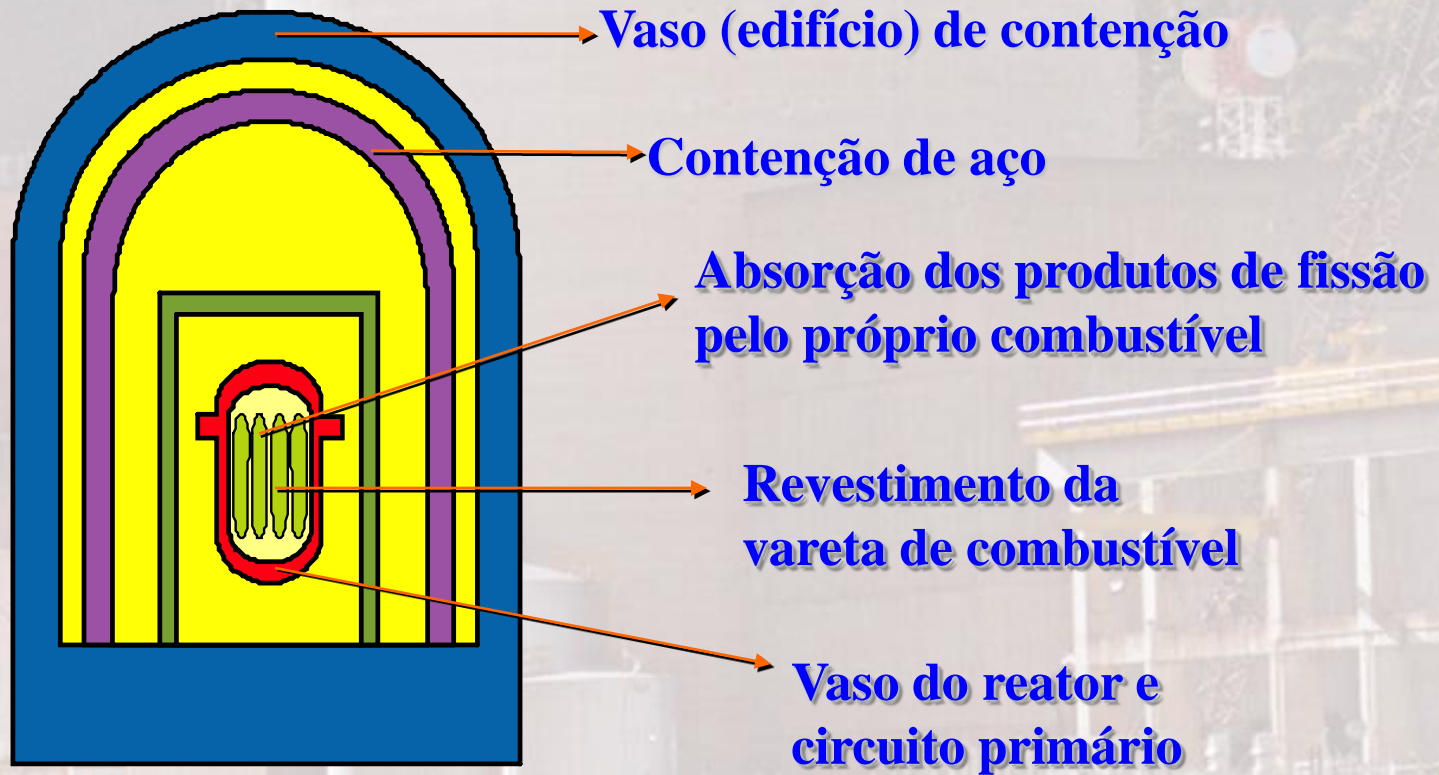 Vaso (edifício) de contenção
Contenção de aço
Absorção dos produtos de fissão
pelo próprio combustível
Revestimento da
vareta de combustível
Vaso do reator e
circuito primário